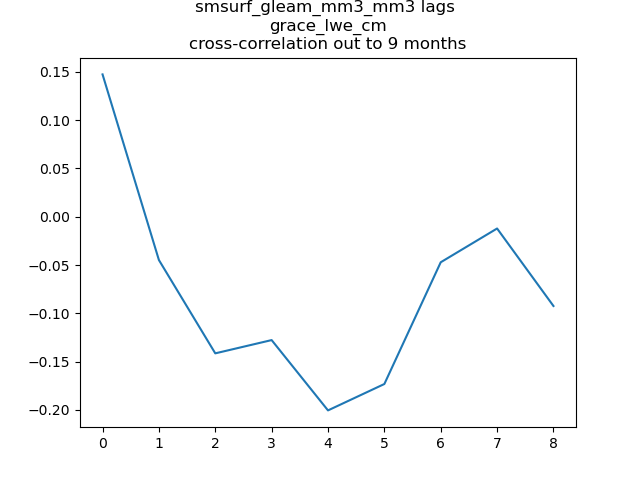 smsurf_gleam_mm3_mm3 lags
grace_lwe_cm
cross-correlation out to 9 months
0.15
0.10
0.05
0.00
−0.05
−0.10
−0.15
−0.20
0 1 2 3 4 5 6 7 8